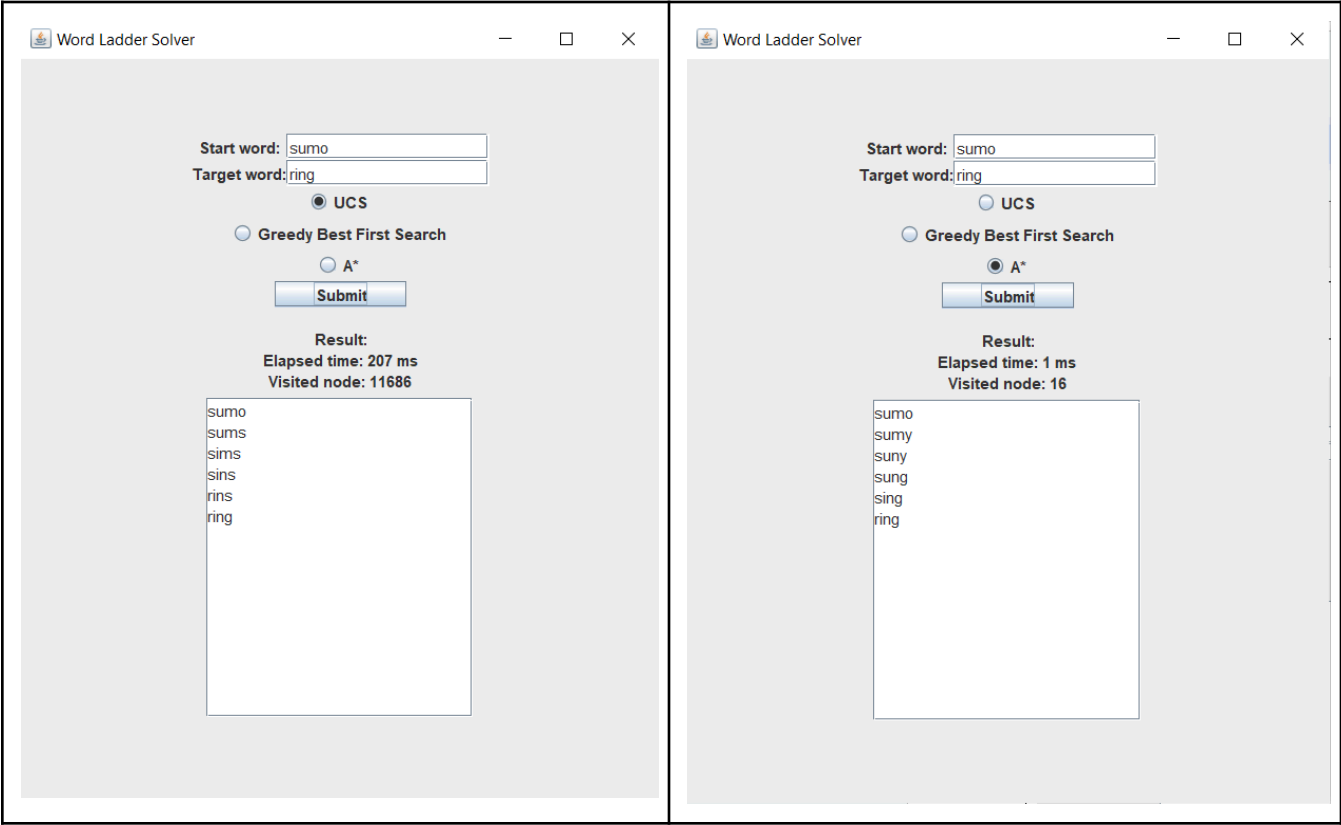 Word Ladder Solver
Start word: sumo
Target word: ring
UCS
Greedy Best First Search
A*
Submit
Result:
Elapsed time: 207 ms
Visited node: 11686
sumo
sums
sims
sins
rins
ring
Word Ladder Solver
Start word: sumo
Target word: ring
UCS
Greedy Best First Search
A*
Submit
Result:
Elapsed time: 1 ms
Visited node: 16
sumo
sumy
suny
sung
sing
ring